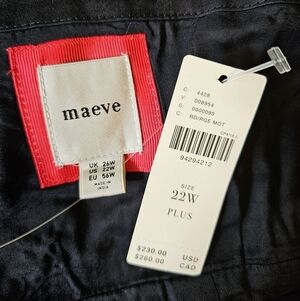 maeve
UK 26W
US 22W
EU 56W
MADE IN
INDIA
C: 4428
V: 008954
S: 0000090
C: RD/RGE MOT
94294212
SIZE
22W
PLUS
$230.00 USD
$260.00 CAD